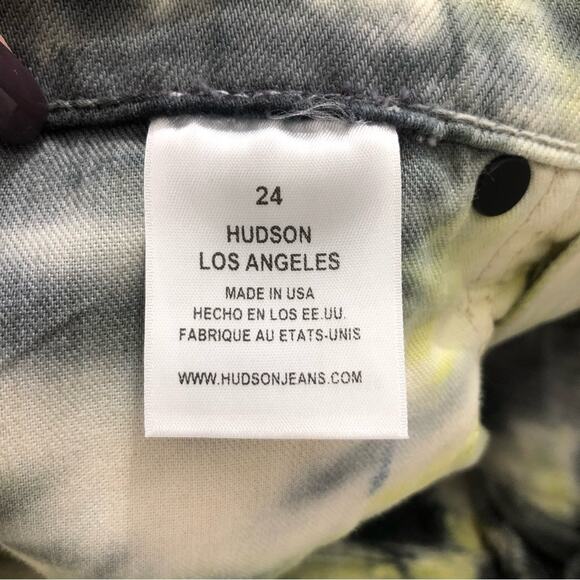 24
HUDSON
LOS ANGELES
MADE IN USA
HECHO EN LOS EE.UU.
FABRIQUE AU ETATS-UNIS
WWW.HUDSONJEANS.COM